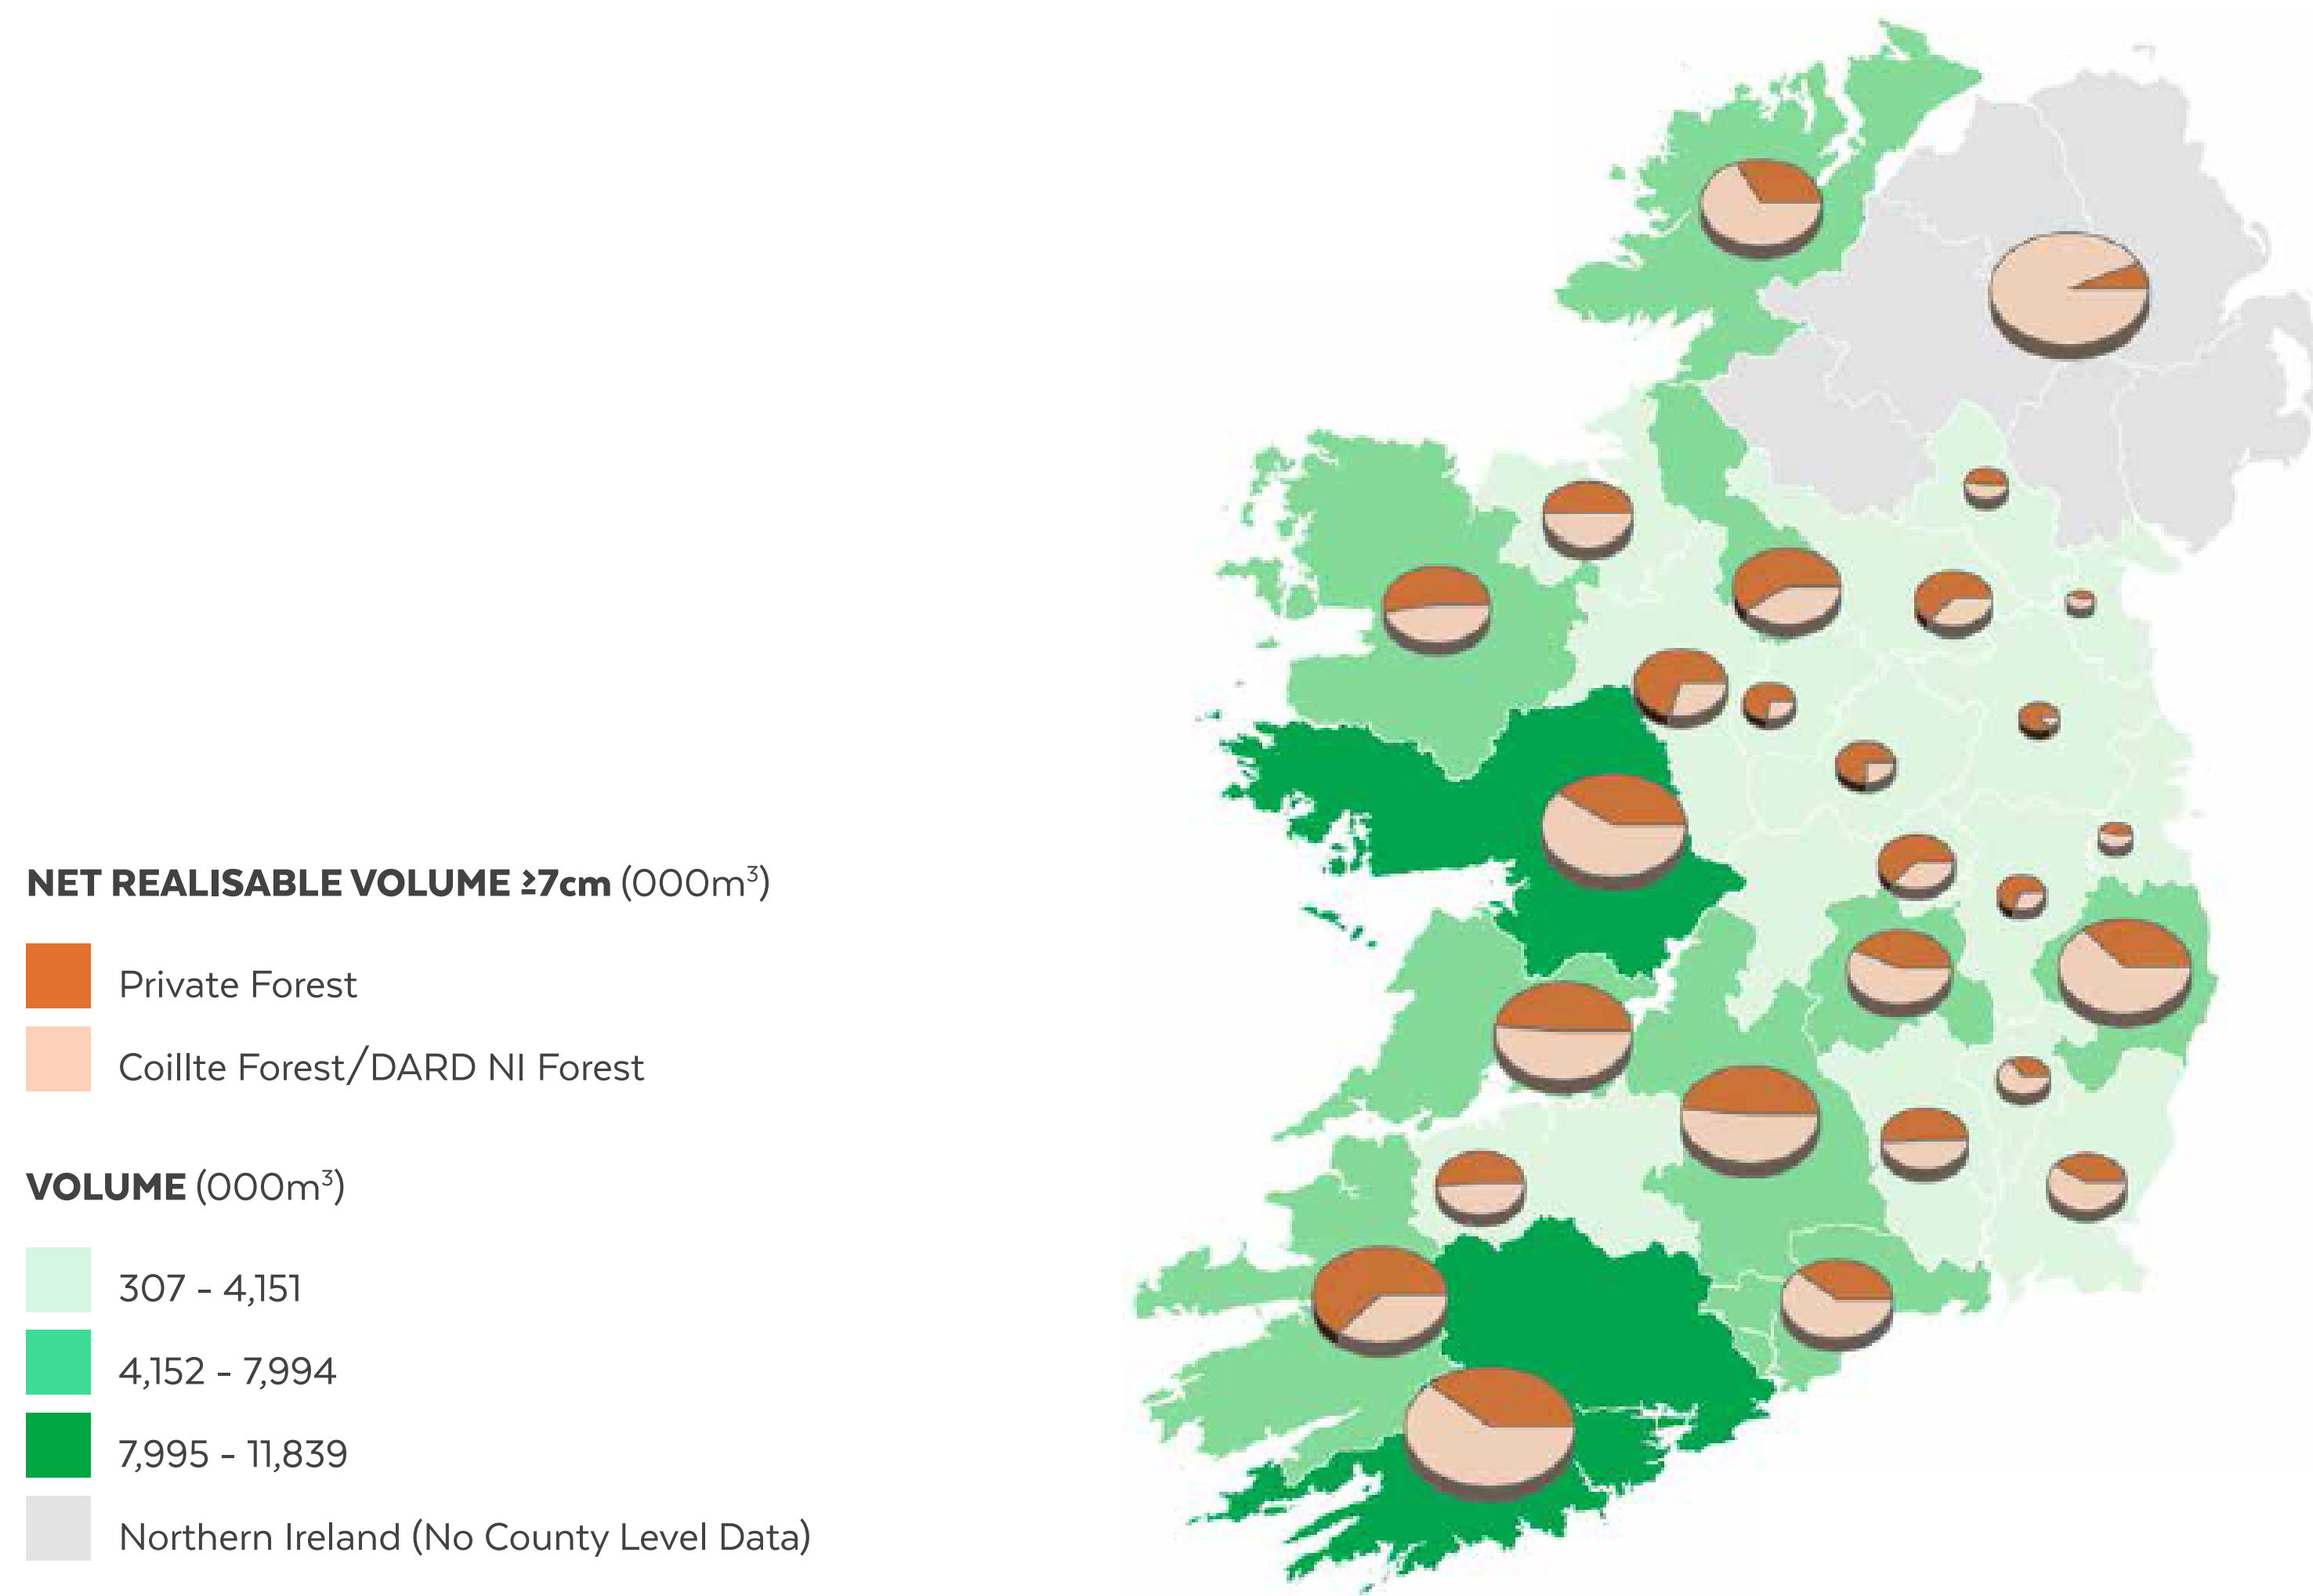 NET REALISABLE VOLUME ≥7cm (000m³)
Private Forest
Coillte Forest/DARD NI Forest
VOLUME (000m³)
307 - 4,151
4,152 - 7,994
7,995 - 11,839
Northern Ireland (No County Level Data)